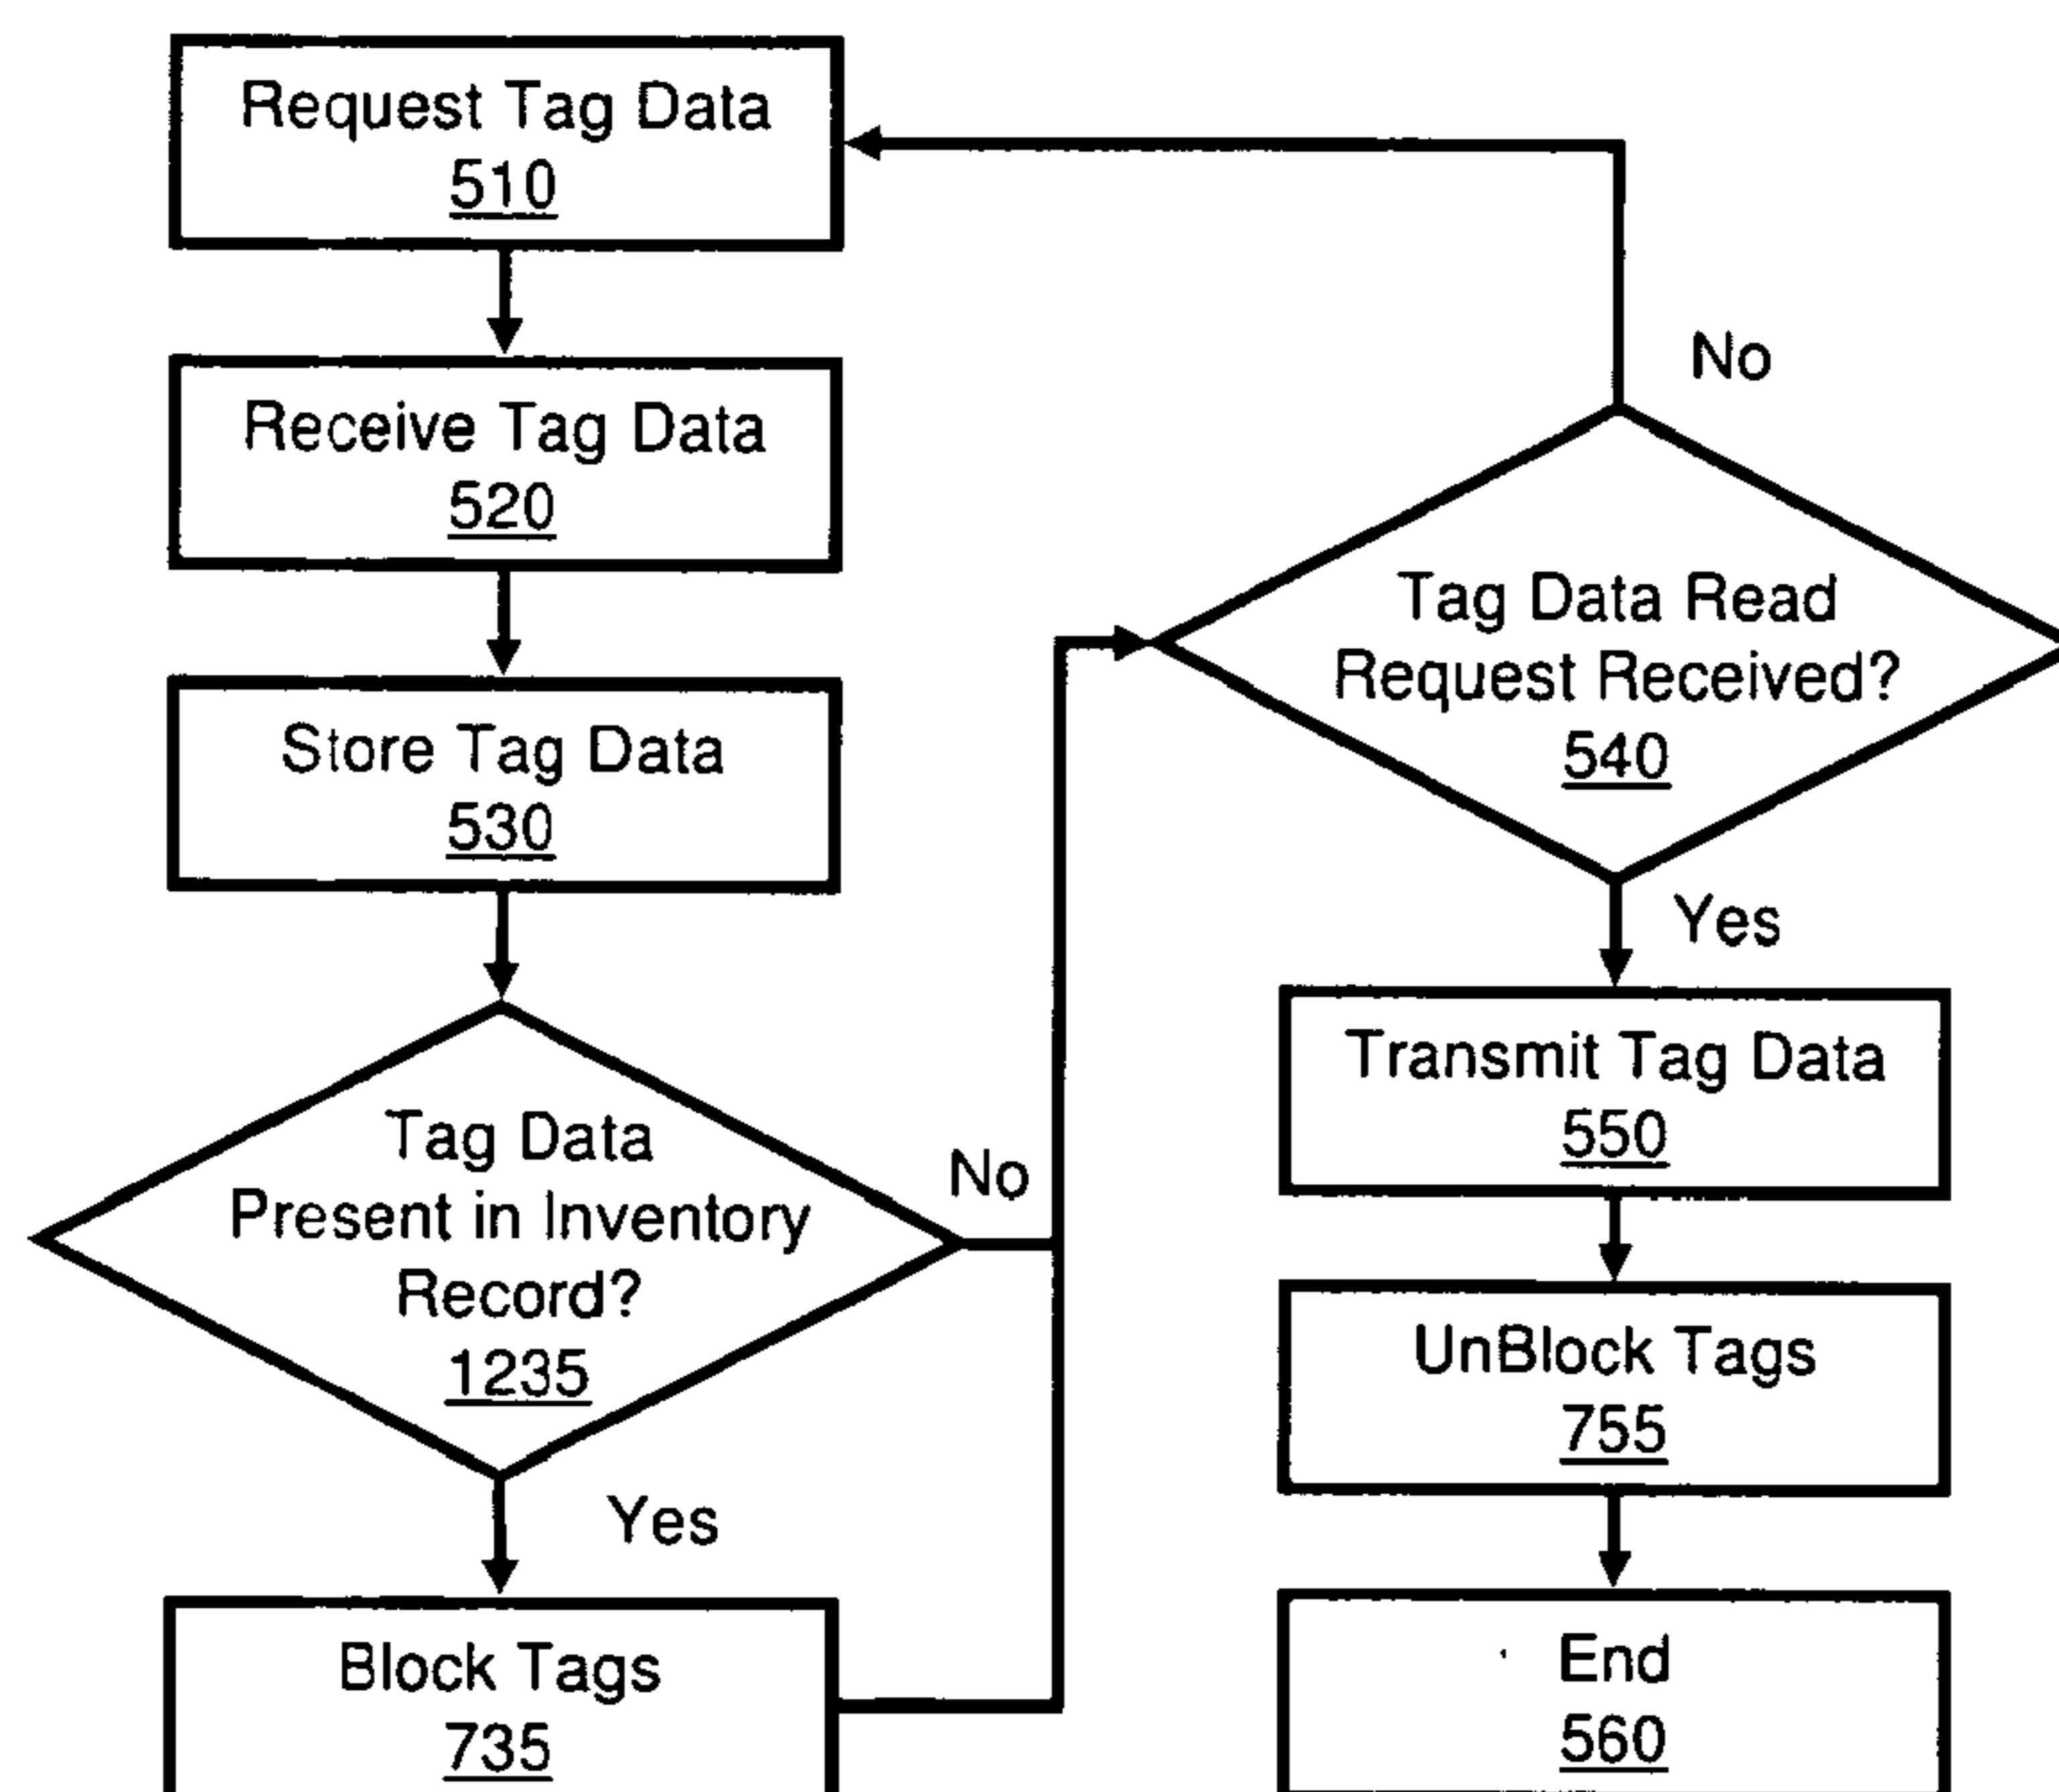 Request Tag Data
510
Receive Tag Data
520
Store Tag Data
530
Tag Data
Present in Inventory
Record?
1235
No
Yes
Block Tags
735
No
Tag Data Read
Request Received?
540
Yes
Transmit Tag Data
550
UnBlock Tags
755
End
560